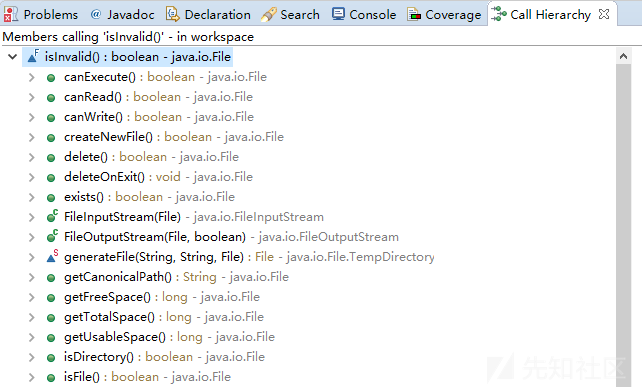 Problems @ Javadoc Declaration Search Console Coverage Call Hierarchy
Members calling 'isInvalid()' - in workspace
isInvalid() : boolean - java.io.File
canExecute() : boolean - java.io.File
canRead() : boolean - java.io.File
canWrite() : boolean - java.io.File
createNewFile() : boolean - java.io.File
delete() : boolean - java.io.File
deleteOnExit() : void - java.io.File
exists() : boolean - java.io.File
FileInputStream(File) - java.io.FileInputStream
FileOutputStream(File, boolean) - java.io.FileOutputStream
generateFile(String, String, File) : File - java.io.File.TempDirectory
getCanonicalPath() : String - java.io.File
getFreeSpace() : long - java.io.File
getTotalSpace() : long - java.io.File
getUsableSpace() : long - java.io.File
isDirectory() : boolean - java.io.File
isFile() : boolean - java.io.File
先知社区